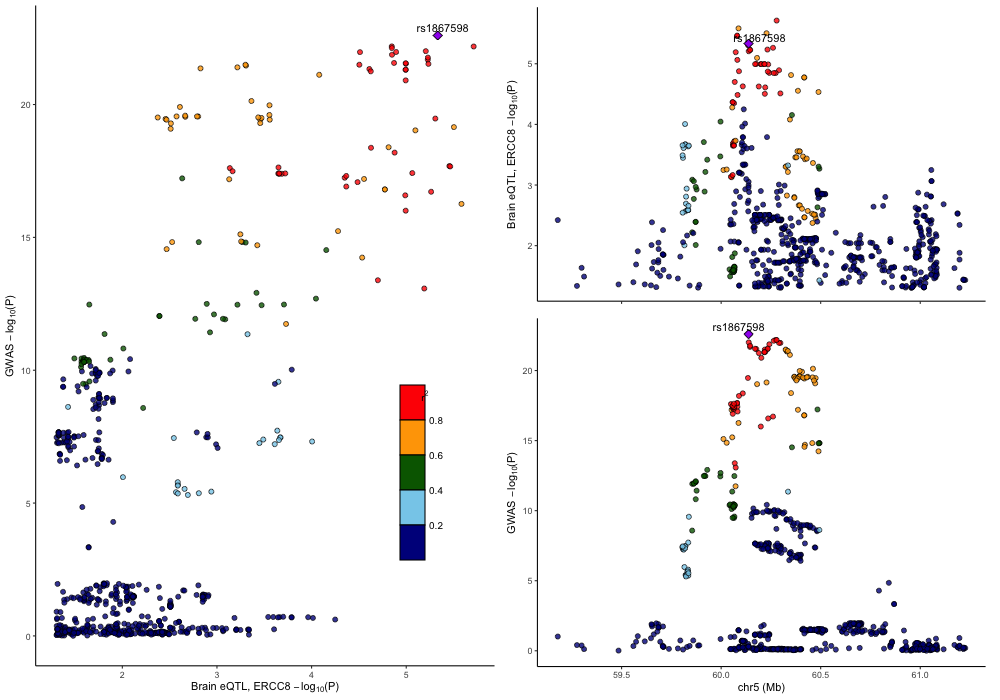 rs1867598
20
15
10
5
0
GWAS −log10(P)
2
3
4
5
Brain eQTL, ERCC8 −log10(P)
r2
0.8
0.6
0.4
0.2
rs1867598
5
4
3
2
Brain eQTL, ERCC8 −log10(P)
rs1867598
20
15
10
5
0
GWAS −log10(P)
59.5
60.0
60.5
61.0
chr5 (Mb)